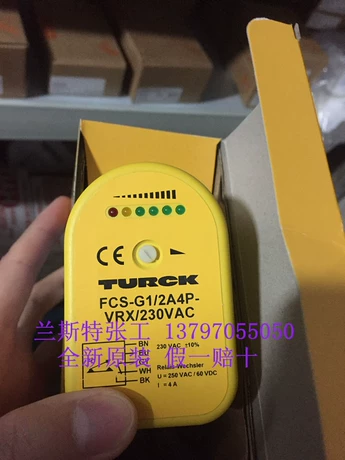 CE
TURCK
FCS-G1/2A4P-
VRX/230VAC
兰斯特张工 13797055050
全新原装 假一赔十
BN
BU
WH
BK
230 VAC ±10%
Relais Wechsler
U = 250 VAC / 60 VDC
I = 4 A